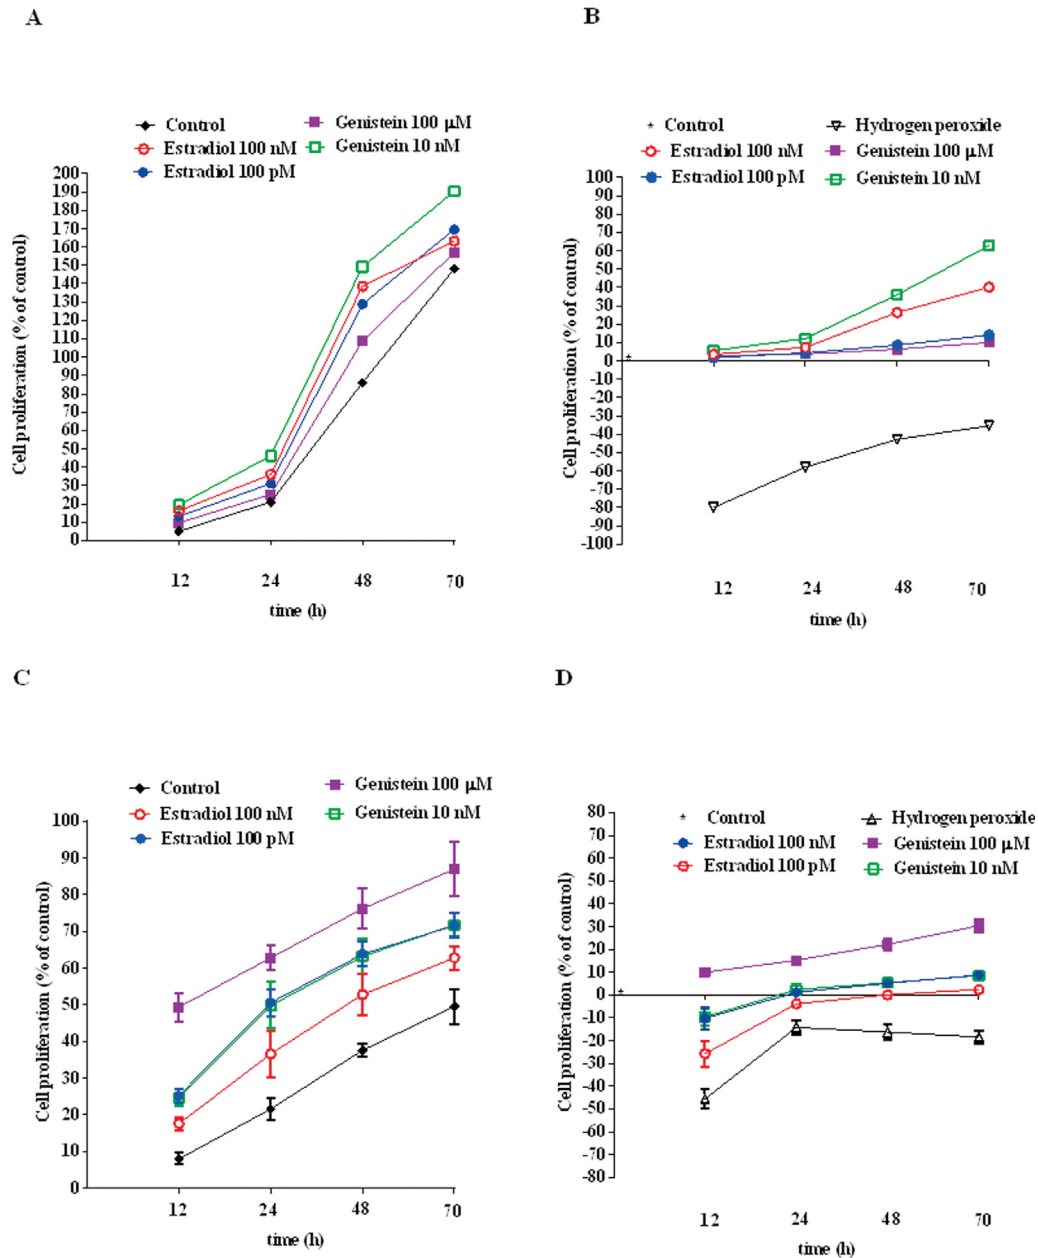 A
Control
Estradiol 100 nM
Estradiol 100 pM
Genistein 100 μM
Genistein 10 nM
Cell proliferation (% of control)
200
190
180
170
160
150
140
130
120
110
100
90
80
70
60
50
40
30
20
10
0
12 24 48 70
time (h)
B
* Control
Estradiol 100 nM
Estradiol 100 pM
Hydrogen peroxide
Genistein 100 μM
Genistein 10 nM
Cell proliferation (% of control)
100
90
80
70
60
50
40
30
20
10
0
-10
-20
-30
-40
-50
-60
-70
-80
-90
-100
*
12 24 48 70
time (h)
C
Control
Estradiol 100 nM
Estradiol 100 pM
Genistein 100 μM
Genistein 10 nM
Cell proliferation (% of control)
100
90
80
70
60
50
40
30
20
10
0
12 24 48 70
time (h)
D
* Control
Estradiol 100 nM
Estradiol 100 pM
Hydrogen peroxide
Genistein 100 μM
Genistein 10 nM
Cell proliferation (% of control)
80
70
60
50
40
30
20
10
0
-10
-20
-30
-40
-50
-60
-70
-80
*
12 24 48 70
time (h)